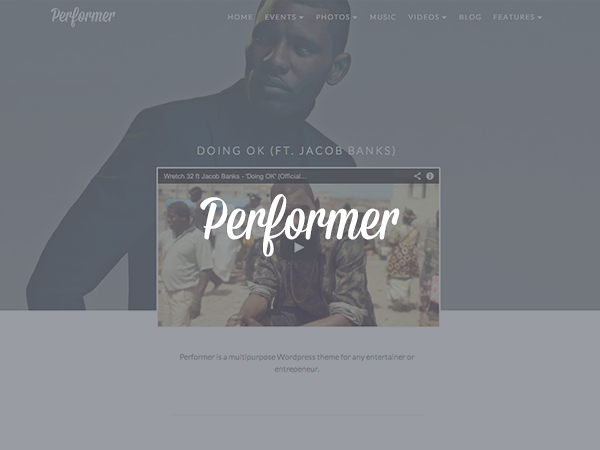 Performer
HOME EVENTS PHOTOS MUSIC VIDEOS BLOG FEATURES
DOING OK (FT. JACOB BANKS)
Wretch 32 ft Jacob Banks - 'Doing OK' (Official...
Performer
Performer is a multipurpose Wordpress theme for any entertainer or
entrepeneur.